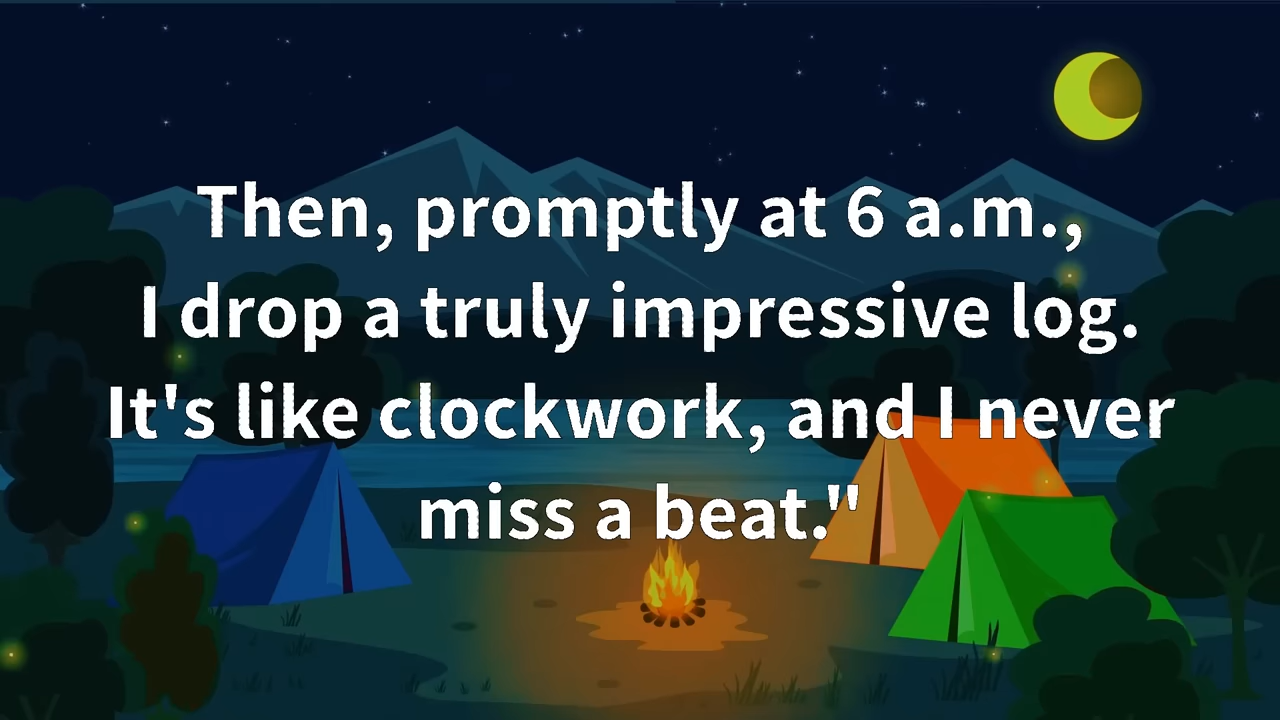 Then, promptly at 6 a.m.,
I drop a truly impressive log.
It's like clockwork, and I never
miss a beat."